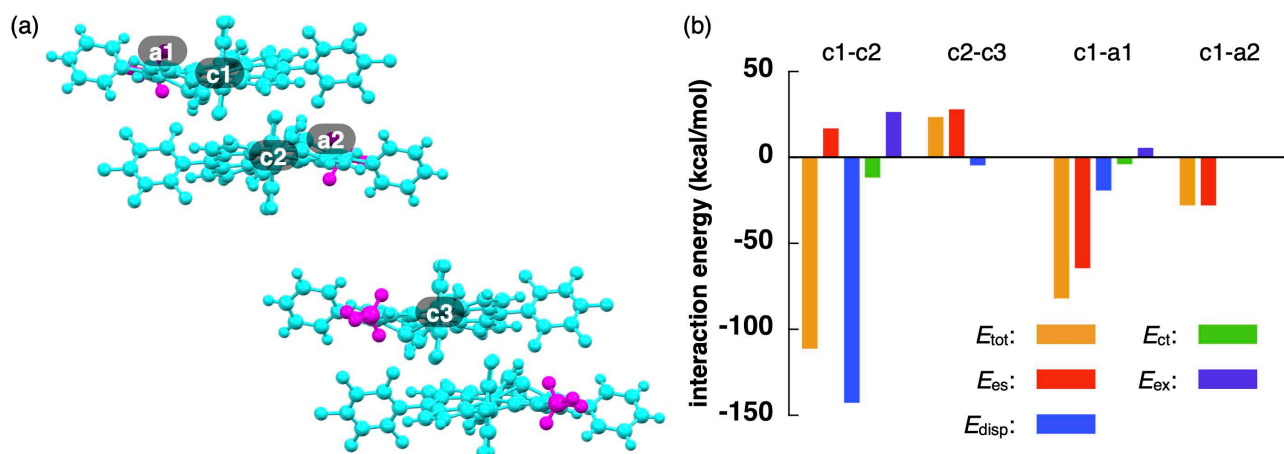 (a)
a1
c1
a2
c2
c3
(b)
c1-c2 c2-c3 c1-a1 c1-a2
interaction energy (kcal/mol)
50
0
-50
-100
-150
Etot: Ect:
Ees: Eex:
Edisp: